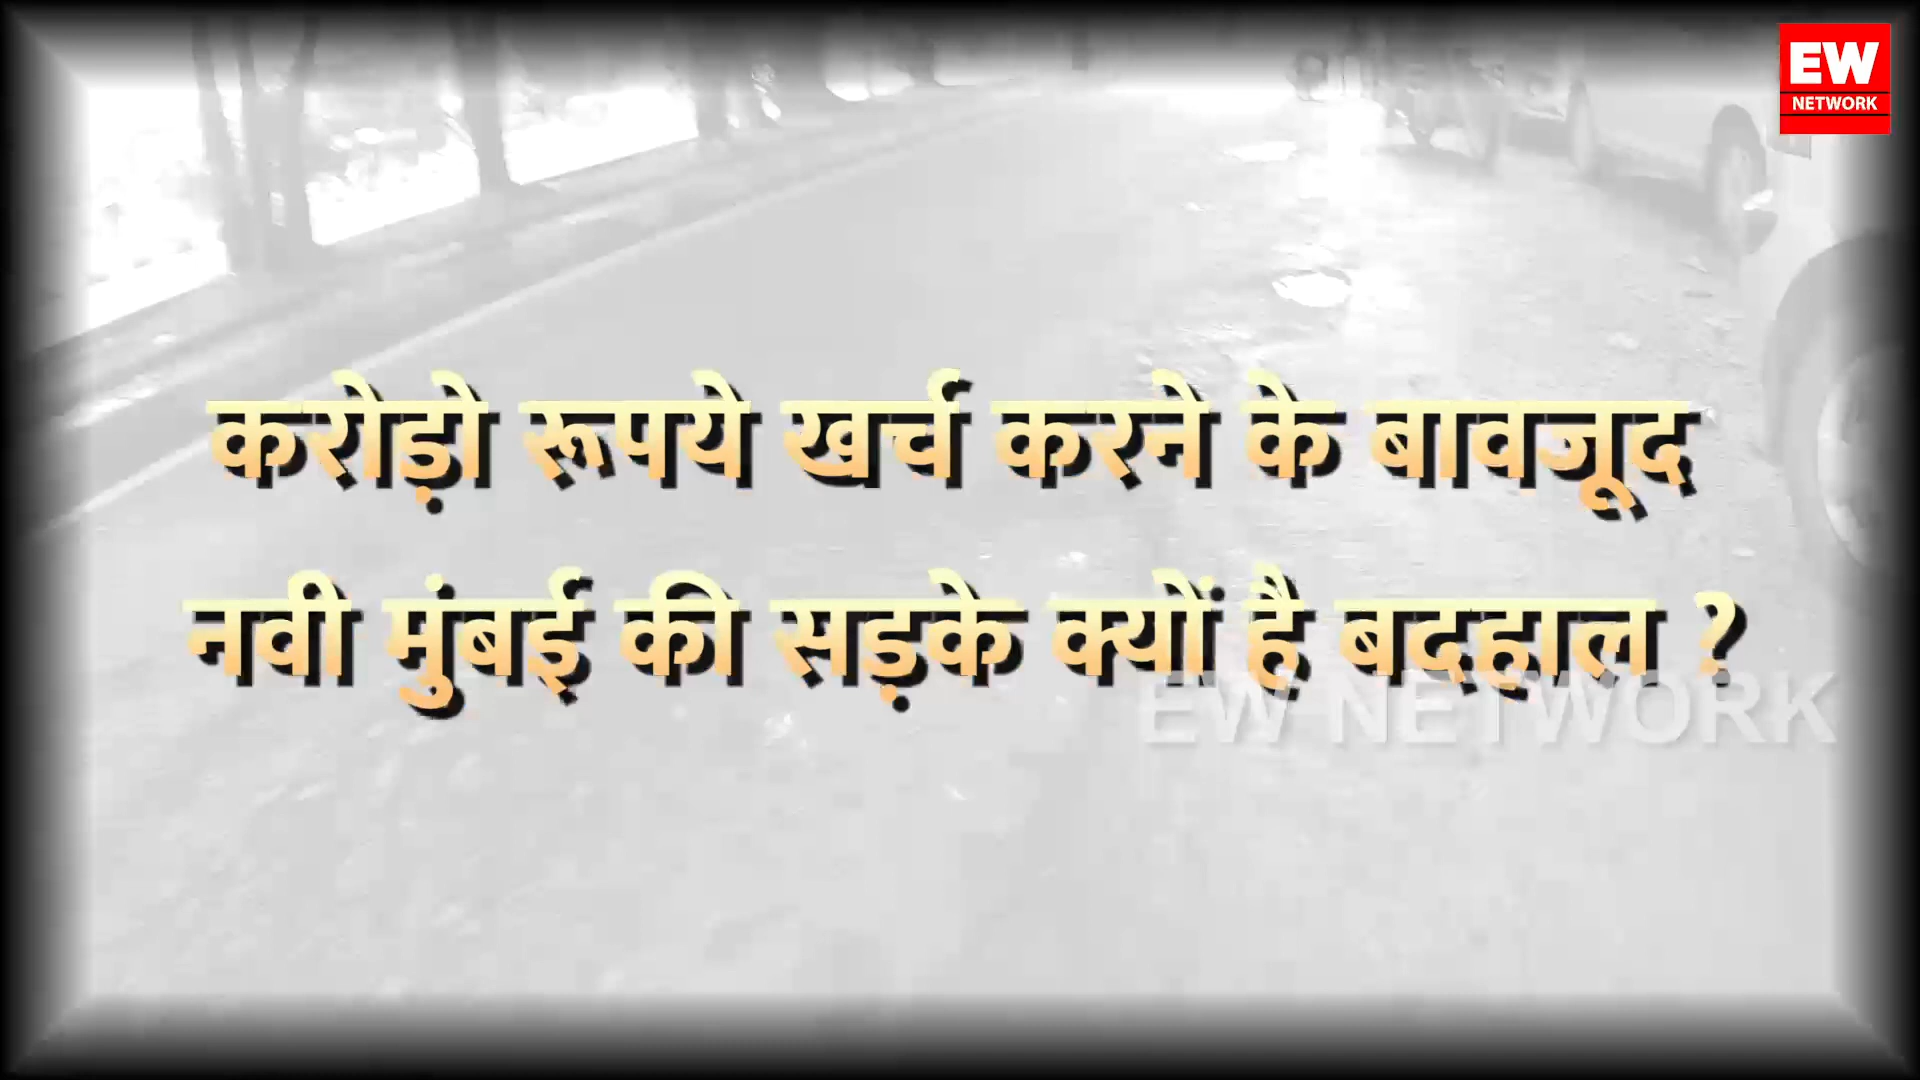 EW
NETWORK
करोड़ो रूपये खर्च करने के बावजूद
नवी मुंबई की सड़के क्यों है बदहाल ?
EW NETWORK